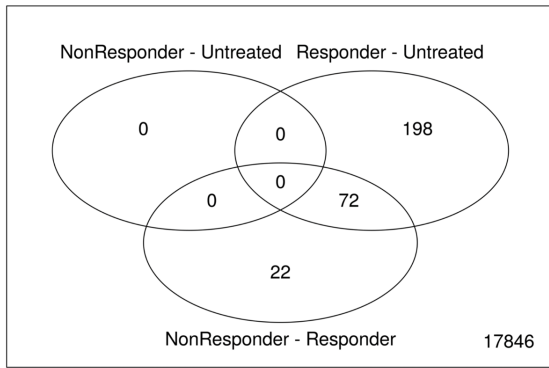 NonResponder - Untreated Responder - Untreated
0 0 198
0 0 72
22
NonResponder - Responder 17846